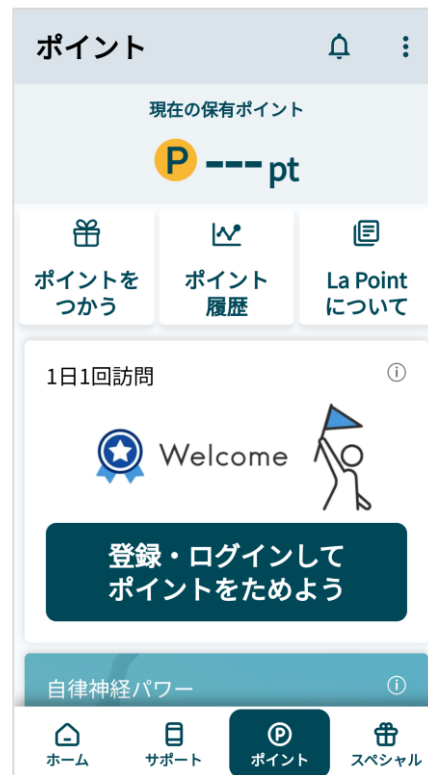 ポイント
現在の保有ポイント
P ---pt
ポイントを
つかう
ポイント
履歴
La Point
について
1日1回訪問
Welcome
登録・ログインして
ポイントをためよう
自律神経パワー
ホーム
サポート
P
ポイント
スペシャル